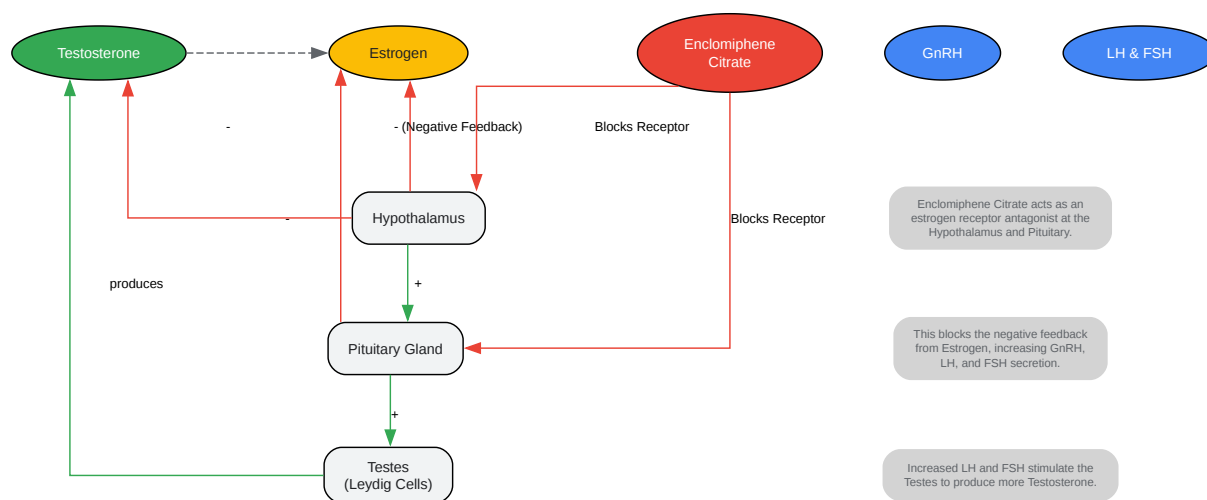 Testosterone
Estrogen
Enclomiphene
Citrate
GnRH
LH & FSH
-
- (Negative Feedback)
Blocks Receptor
Hypothalamus
-
Blocks Receptor
Enclomiphene Citrate acts as an
estrogen receptor antagonist at the
Hypothalamus and Pituitary.
produces
+
Pituitary Gland
This blocks the negative feedback
from Estrogen, increasing GnRH,
LH, and FSH secretion.
+
Testes
(Leydig Cells)
Increased LH and FSH stimulate the
Testes to produce more Testosterone.